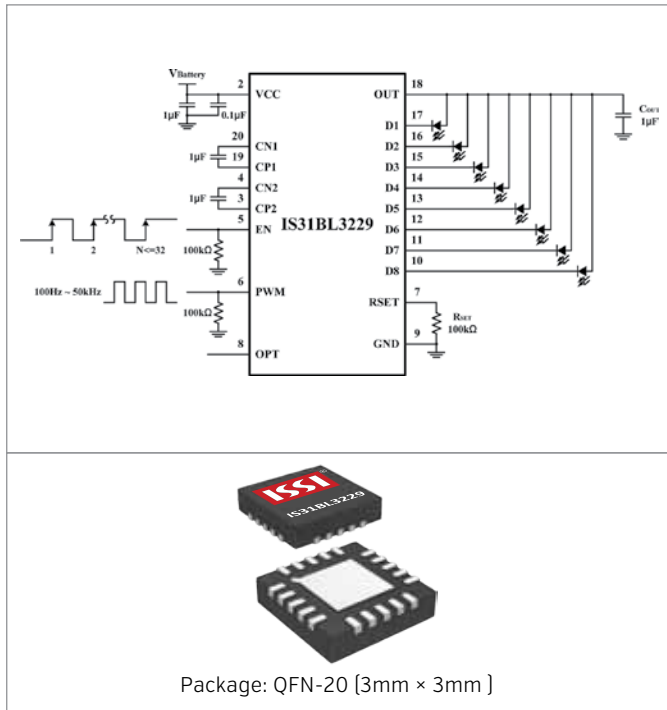 VBattery
2
VCC
1µF
0.1µF
20
CN1
1µF
19
CP1
4
CN2
1µF
3
CP2
5
EN
1 2 N<=32
100kΩ
6
PWM
100Hz ~ 50kHz
100kΩ
8
OPT
IS31BL3229
18
OUT
17
D1
16
D2
15
D3
14
D4
13
D5
12
D6
11
D7
10
D8
7
RSET
9
GND
COUT
1µF
RSET
100kΩ
ISSI®
IS31BL3229
Package: QFN-20 (3mm × 3mm )